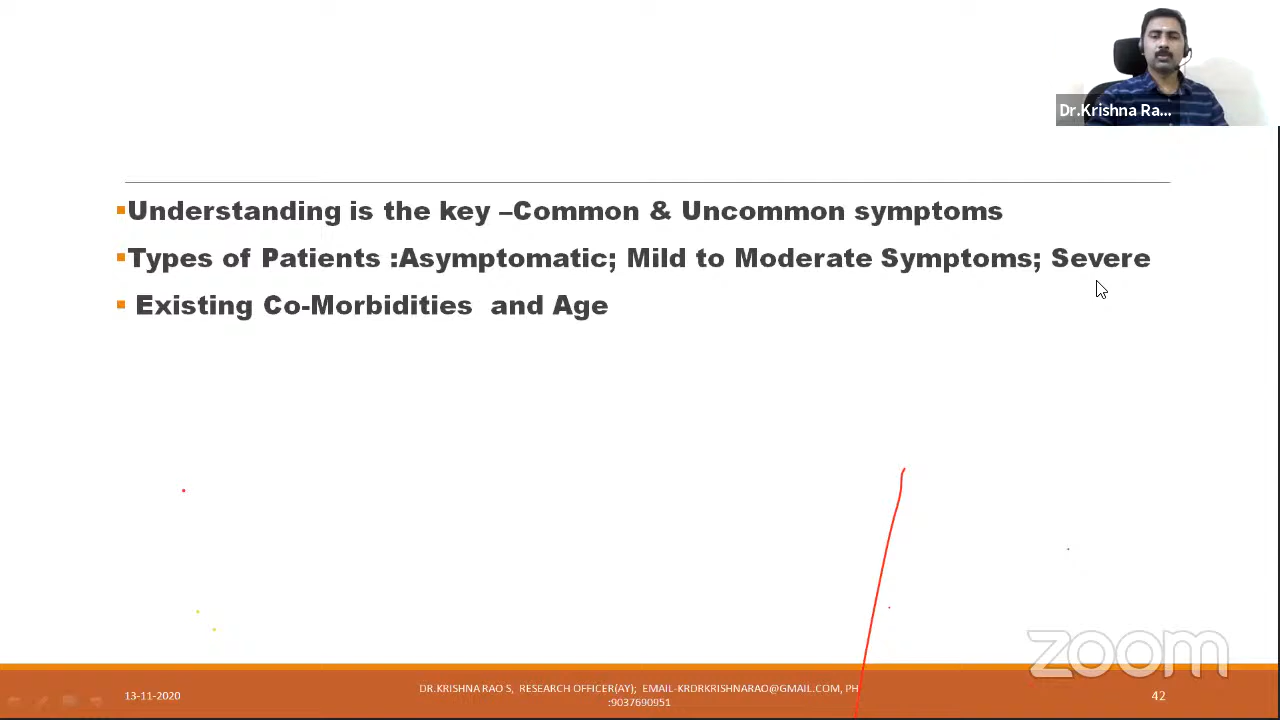 Dr.Krishna Ra...
▪Understanding is the key –Common & Uncommon symptoms
▪Types of Patients :Asymptomatic; Mild to Moderate Symptoms; Severe
▪ Existing Co-Morbidities and Age
zoom
13-11-2020
DR.KRISHNA RAO S, RESEARCH OFFICER(AY); EMAIL-KRDRKRISHNARAO@GMAIL.COM, PH
:9037690951
42